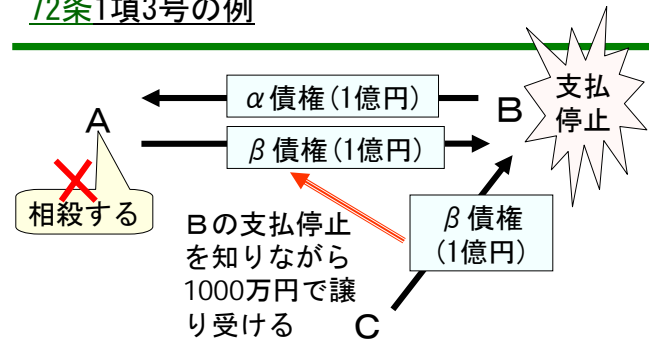 72条1項3号の例
α債権(1億円)
B
支払
停止
A
β債権(1億円)
相殺する
Bの支払停止
を知りながら
1000万円で譲
り受ける
β債権
(1億円)
C